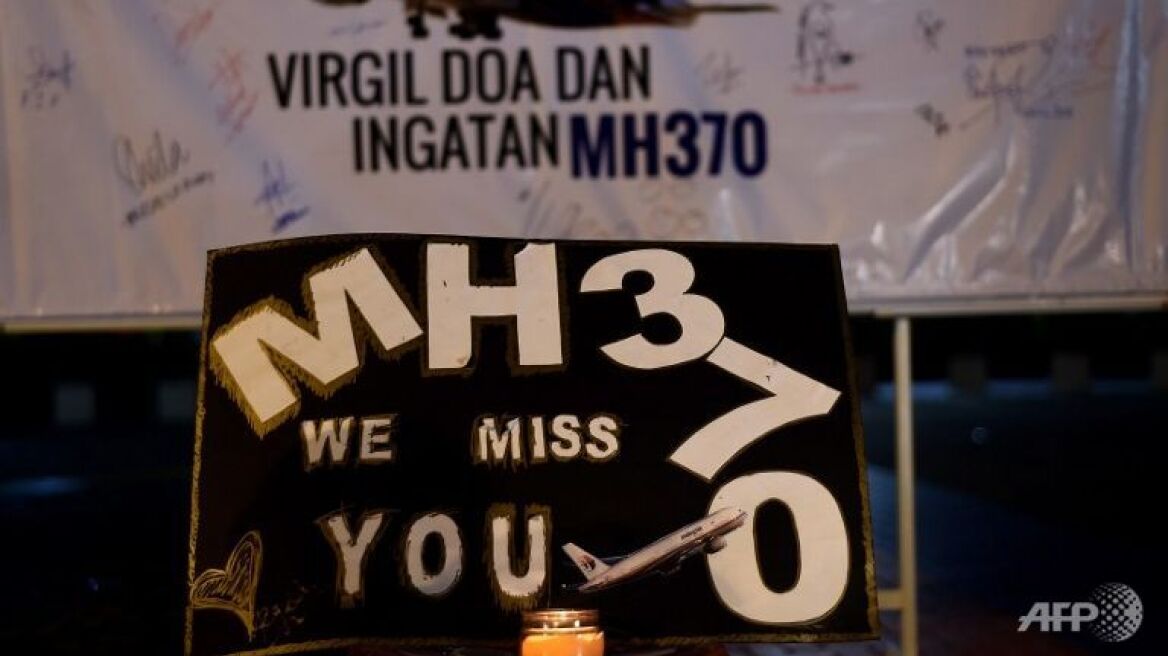 VIRGIL DOA DAN
INGATAN MH370
MH370
WE MISS
YOU
AFP